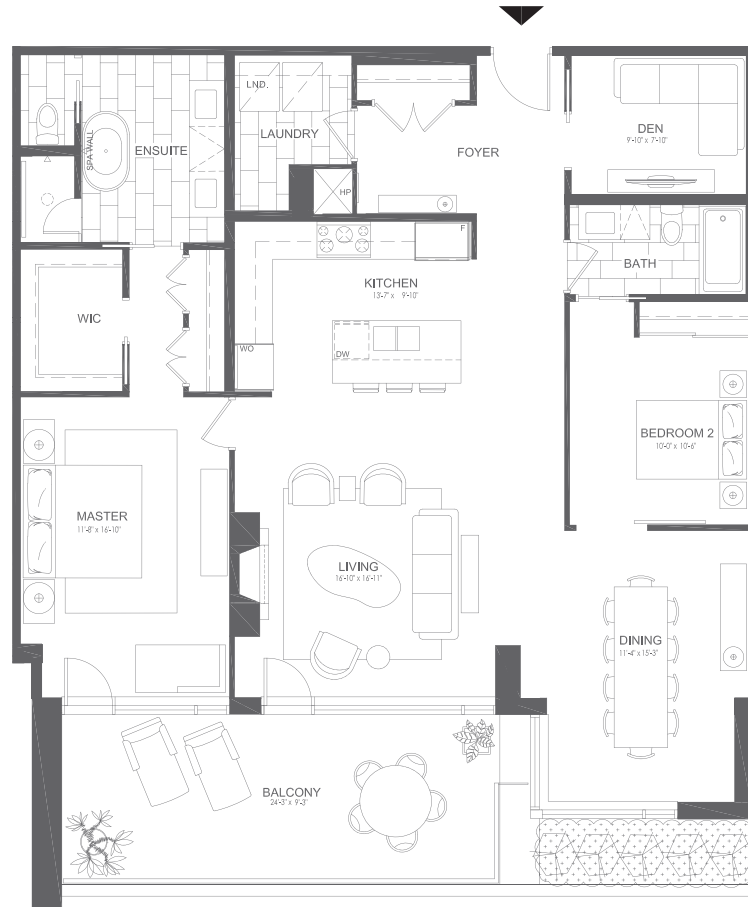 LND.
LAUNDRY
SPA WALL
ENSUITE
HP
FOYER
DEN
9'-10" x 7'-10"
F
KITCHEN
13'-7" x 9'-10"
BATH
WIC
WO
DW
BEDROOM 2
10'-0" x 10'-6"
MASTER
11'-8" x 16'-10"
LIVING
16'-10" x 16'-11"
DINING
11'-4" x 15'-3"
BALCONY
24'-3" x 9'-3"